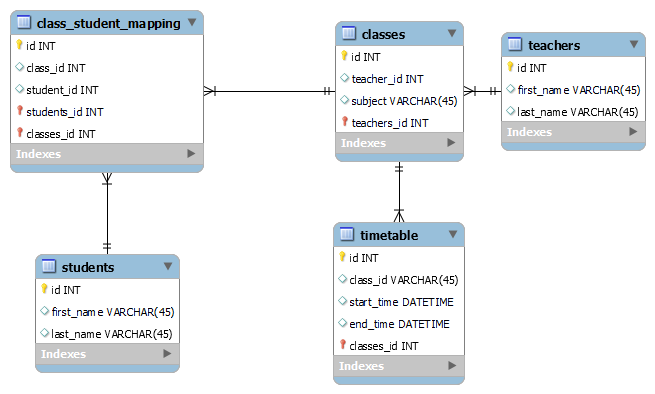 class_student_mapping
id INT
class_id INT
student_id INT
students_id INT
classes_id INT
Indexes
classes
id INT
teacher_id INT
subject VARCHAR(45)
teachers_id INT
Indexes
teachers
id INT
first_name VARCHAR(45)
last_name VARCHAR(45)
Indexes
students
id INT
first_name VARCHAR(45)
last_name VARCHAR(45)
Indexes
timetable
id INT
class_id VARCHAR(45)
start_time DATETIME
end_time DATETIME
classes_id INT
Indexes